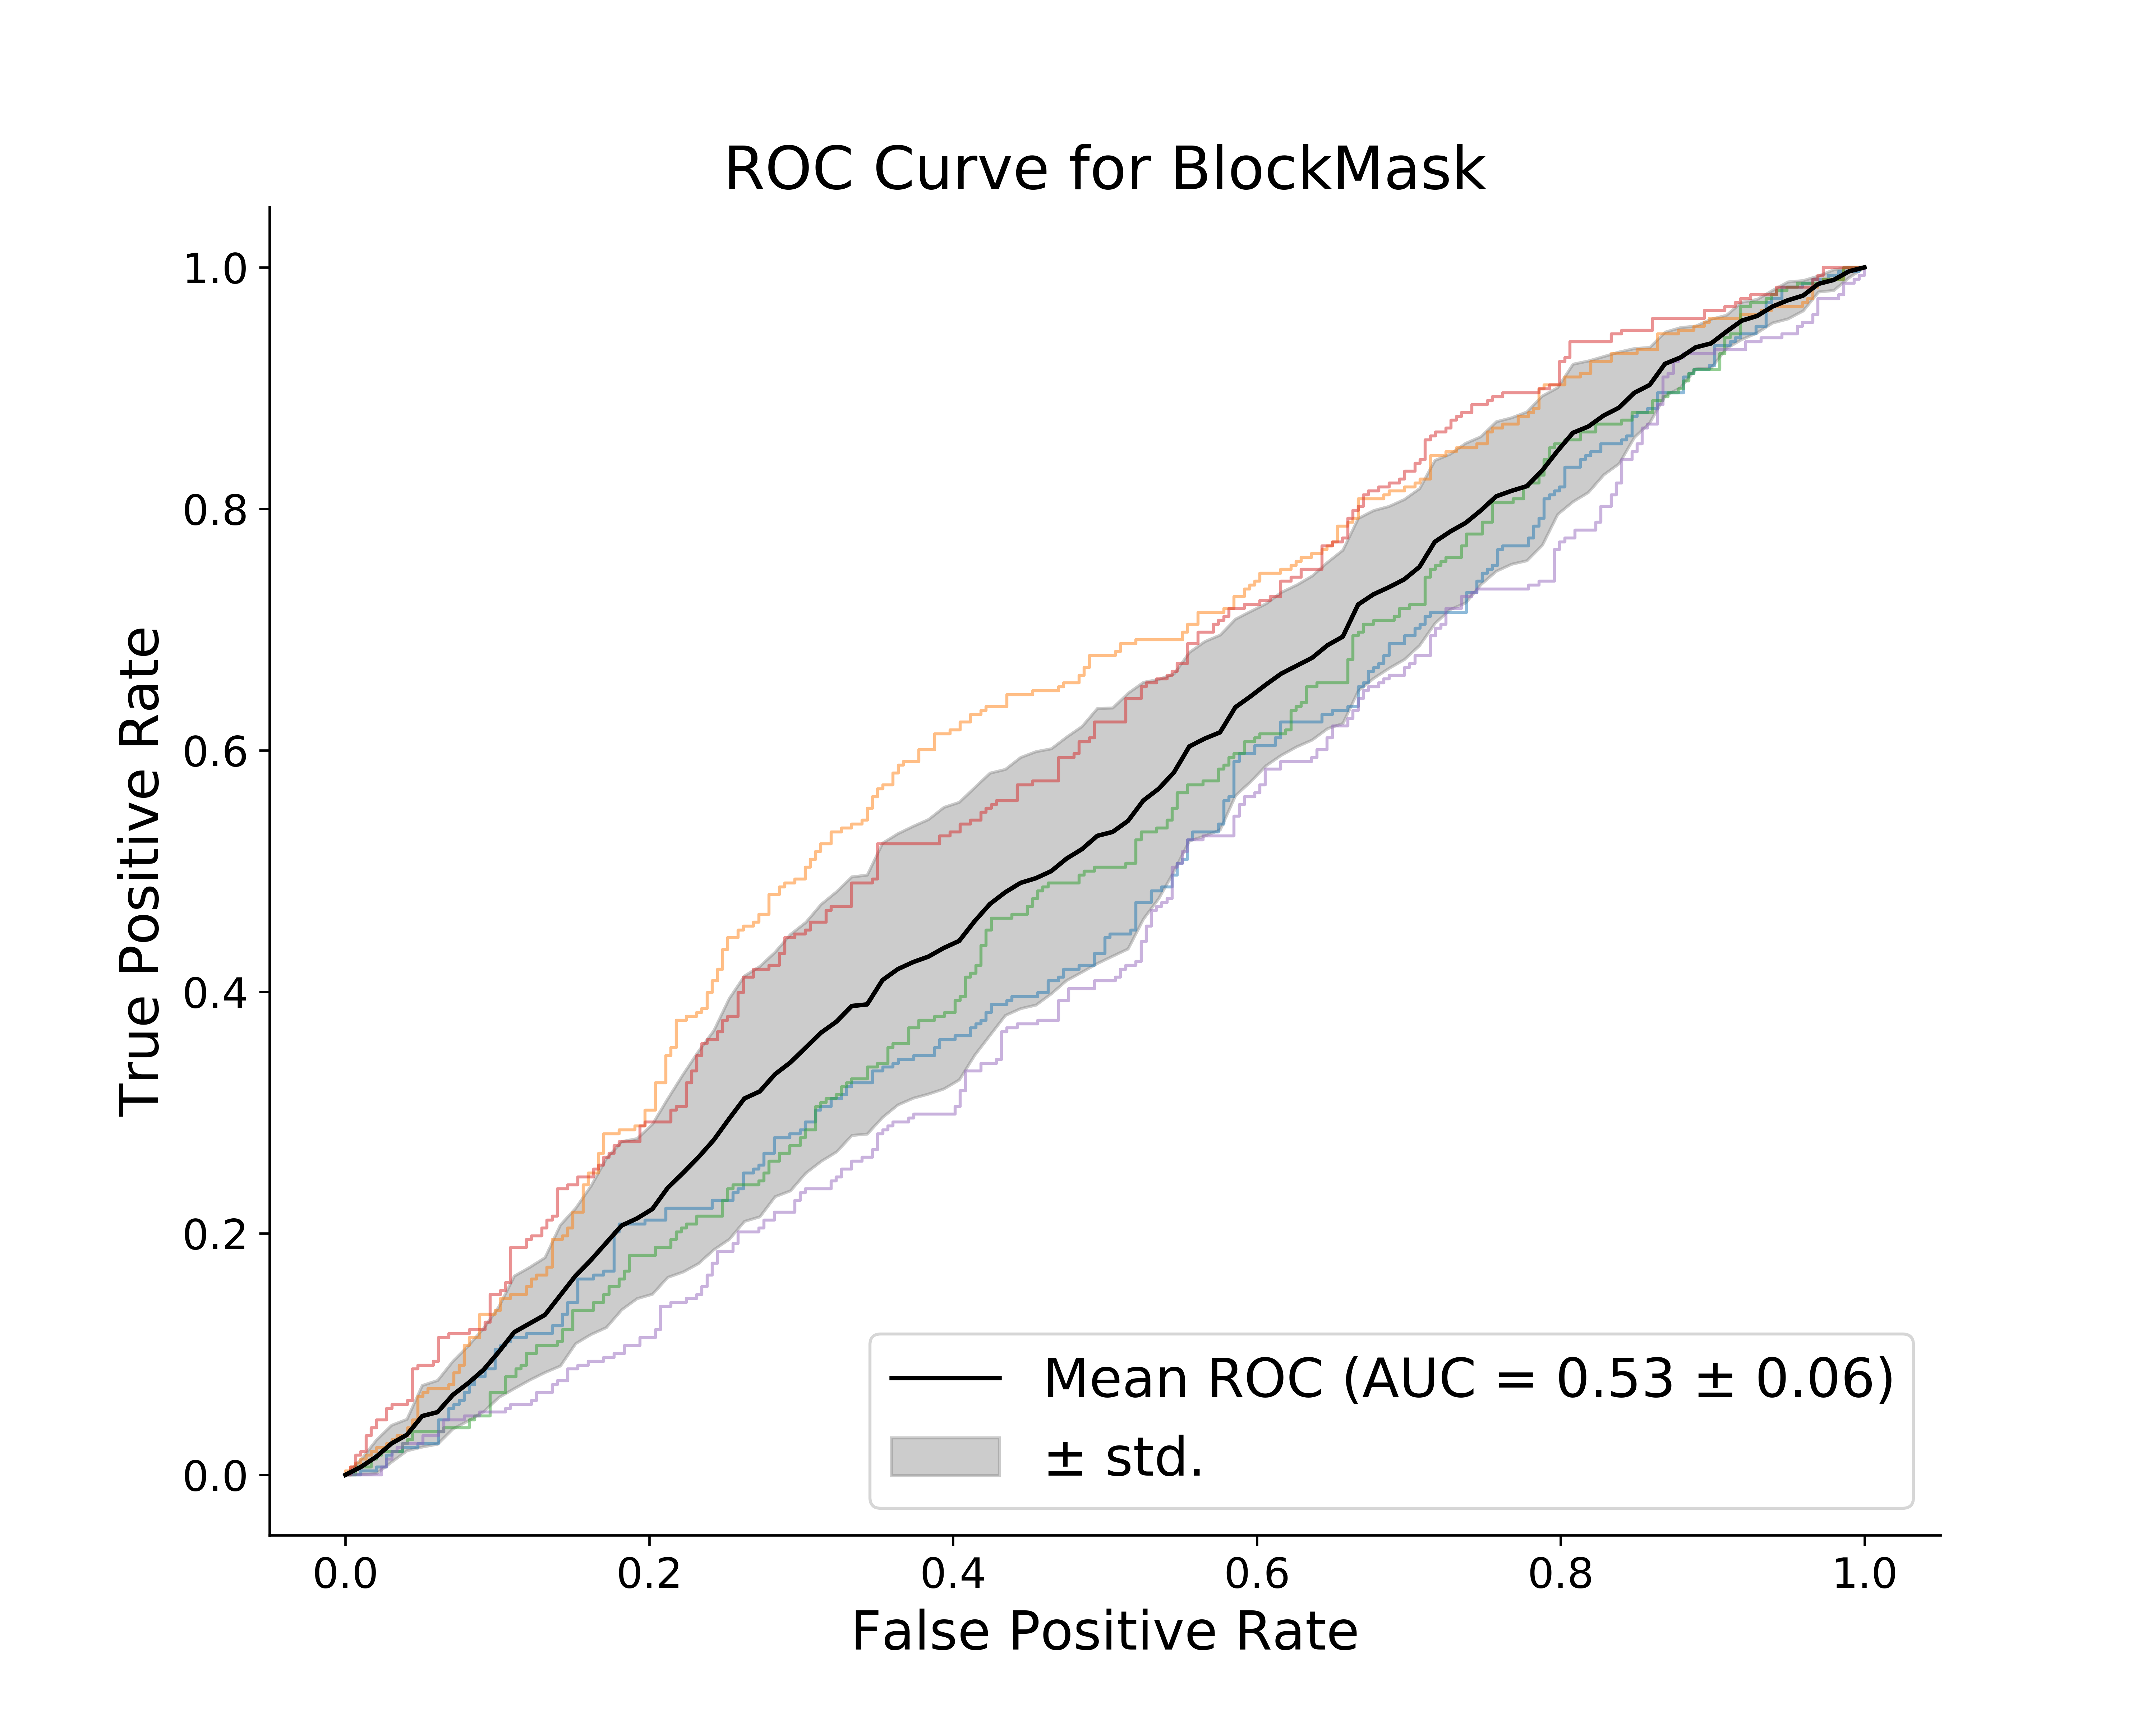 ROC Curve for BlockMask
1.0
0.8
0.6
0.4
0.2
0.0
True Positive Rate
Mean ROC (AUC = 0.53 ± 0.06)
± std.
0.0 0.2 0.4 0.6 0.8 1.0
False Positive Rate